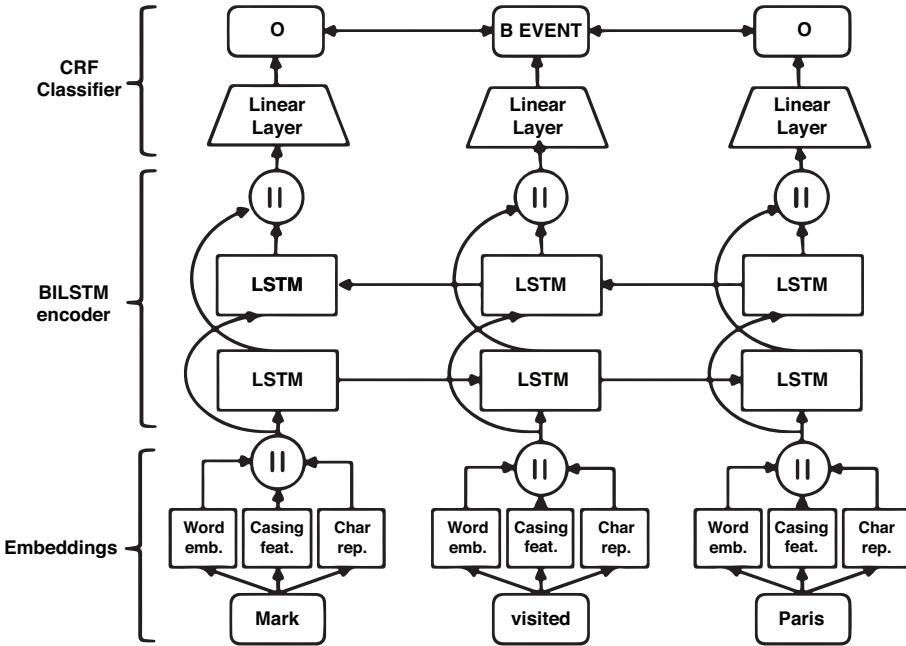 O
B EVENT
O
CRF
Classifier
Linear
Layer
Linear
Layer
Linear
Layer
||
||
||
BILSTM
encoder
LSTM
LSTM
LSTM
LSTM
LSTM
LSTM
||
||
||
Embeddings
Word
emb.
Casing
feat.
Char
rep.
Word
emb.
Casing
feat.
Char
rep.
Word
emb.
Casing
feat.
Char
rep.
Mark
visited
Paris